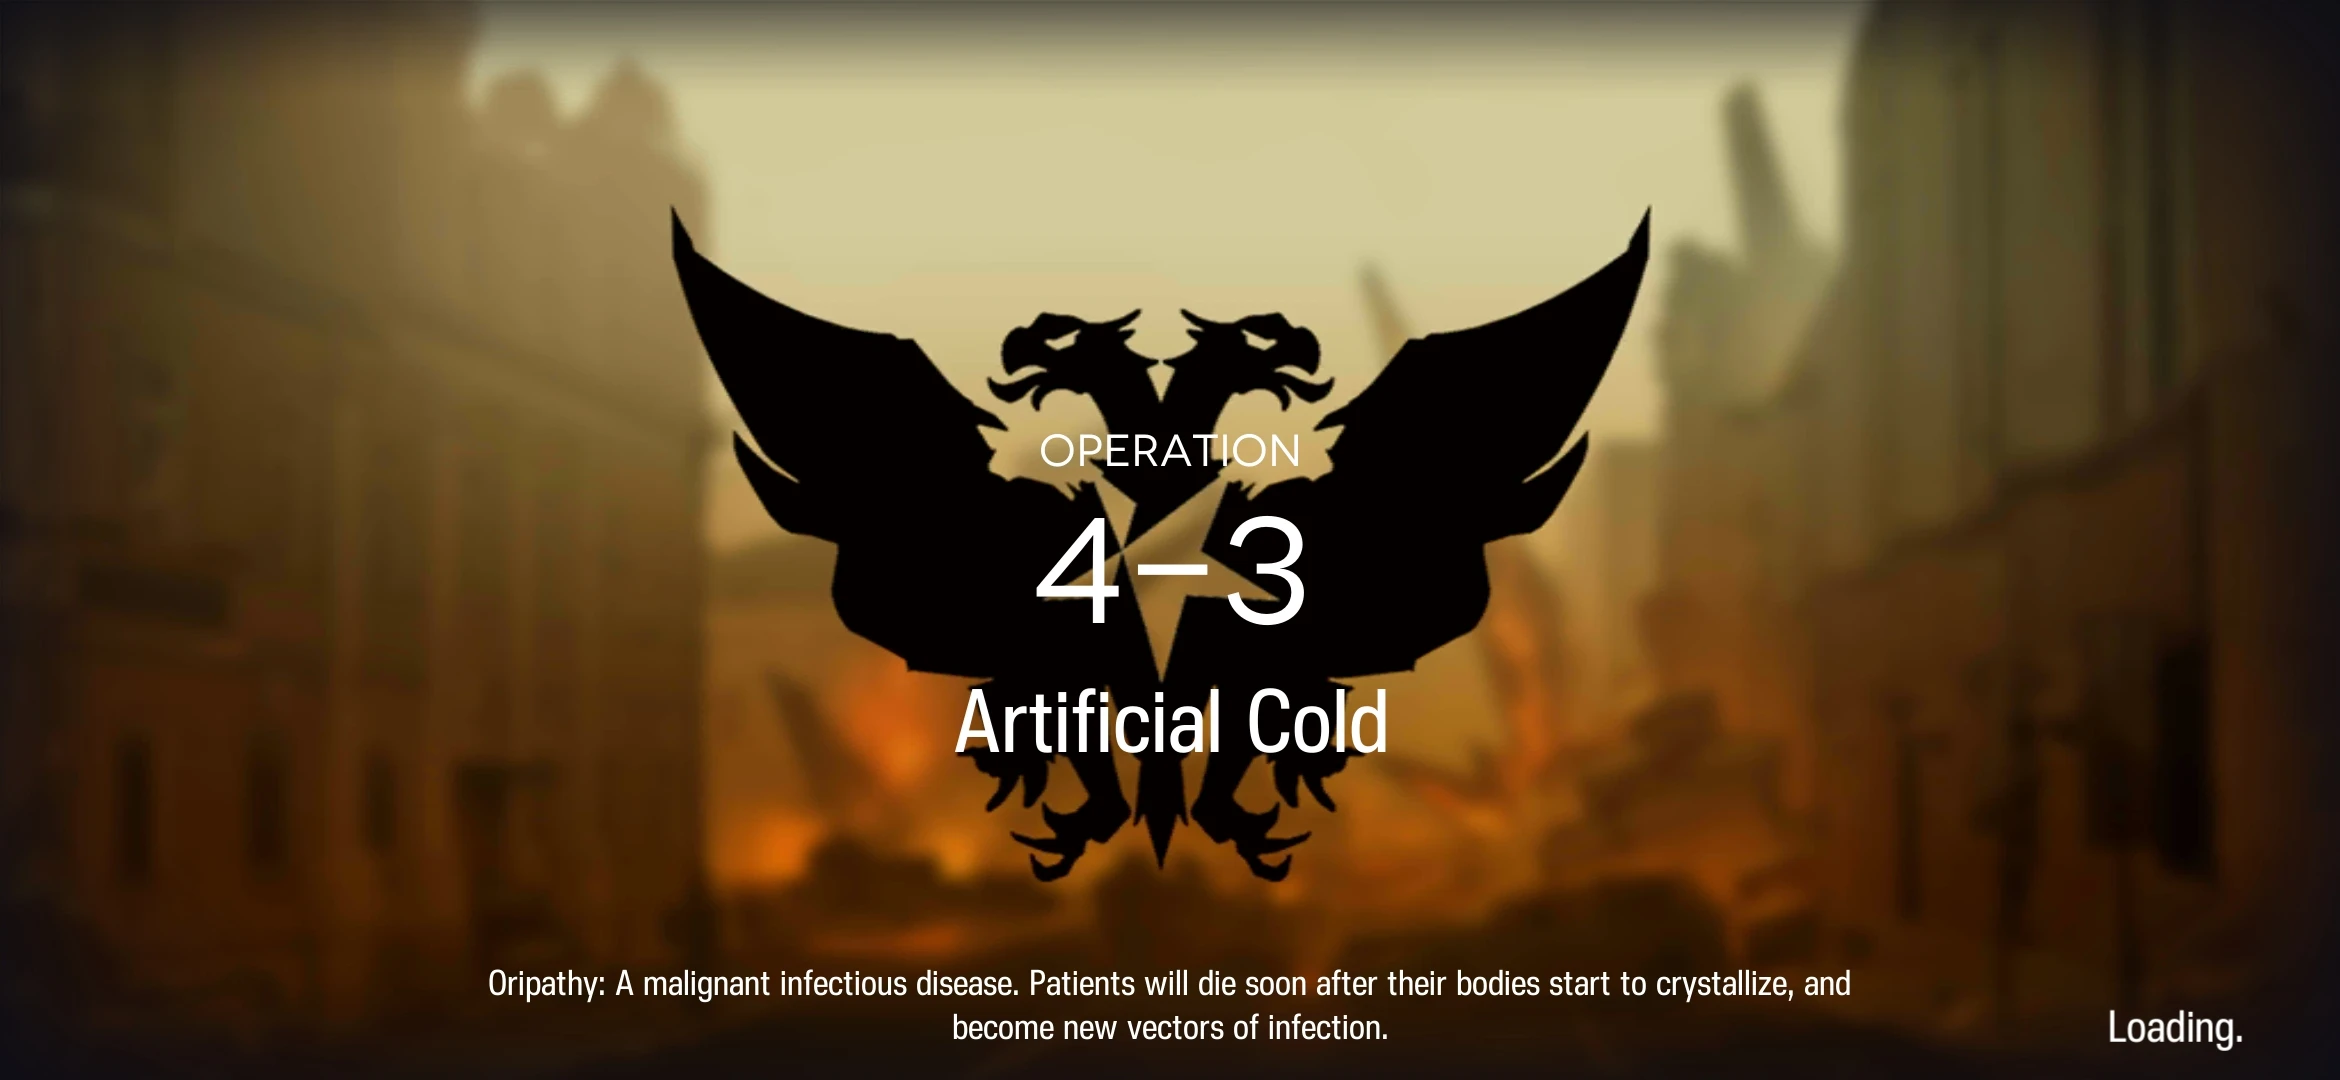 OPERATION
4–3
Artificial Cold
Oripathy: A malignant infectious disease. Patients will die soon after their bodies start to crystallize, and
become new vectors of infection.
Loading.